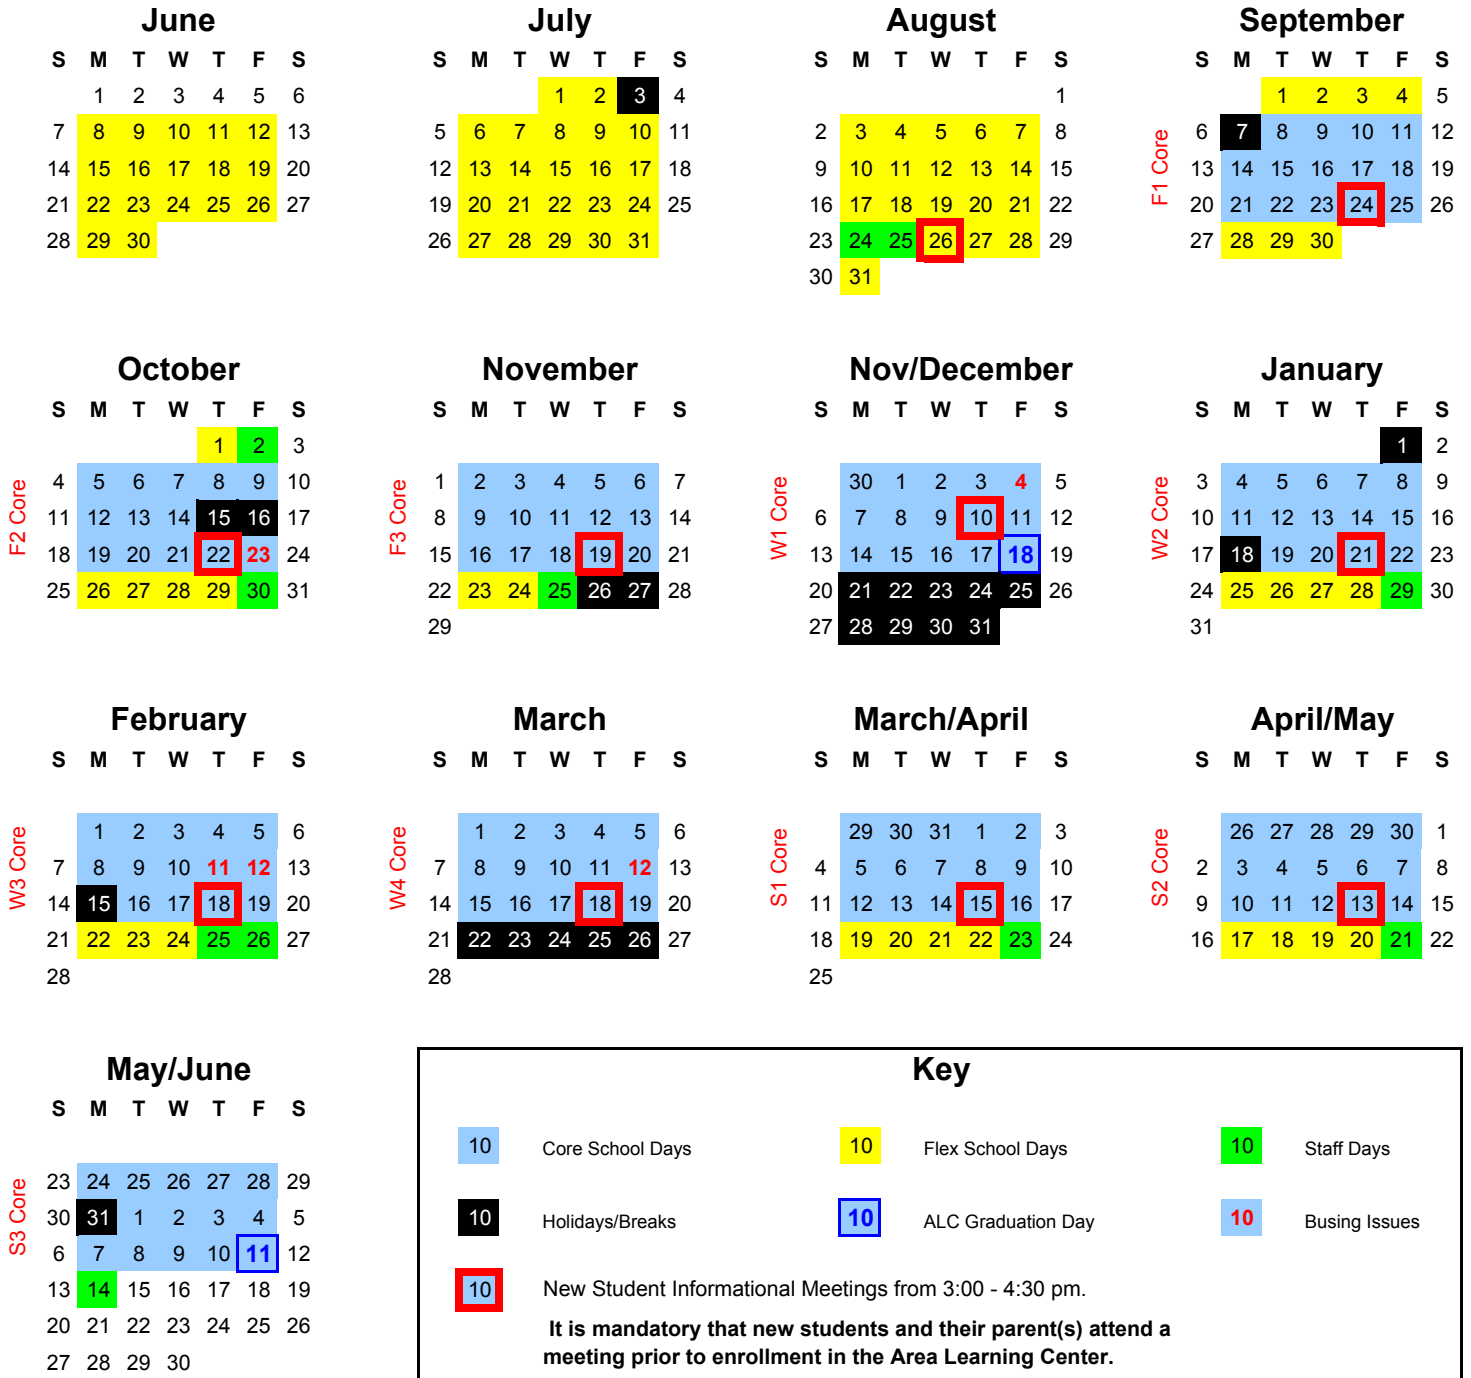 June
S M T W T F S
1 2 3 4 5 6
7 8 9 10 11 12 13
14 15 16 17 18 19 20
21 22 23 24 25 26 27
28 29 30
July
S M T W T F S
1 2 3 4
5 6 7 8 9 10 11
12 13 14 15 16 17 18
19 20 21 22 23 24 25
26 27 28 29 30 31
August
S M T W T F S
1
2 3 4 5 6 7 8
9 10 11 12 13 14 15
16 17 18 19 20 21 22
23 24 25 26 27 28 29
30 31
September
S M T W T F S
F1 Core
1 2 3 4 5
6 7 8 9 10 11 12
13 14 15 16 17 18 19
20 21 22 23 24 25 26
27 28 29 30
October
S M T W T F S
F2 Core
1 2 3
4 5 6 7 8 9 10
11 12 13 14 15 16 17
18 19 20 21 22 23 24
25 26 27 28 29 30 31
November
S M T W T F S
F3 Core
1 2 3 4 5 6 7
8 9 10 11 12 13 14
15 16 17 18 19 20 21
22 23 24 25 26 27 28
29
Nov/December
S M T W T F S
W1 Core
30 1 2 3 4 5
6 7 8 9 10 11 12
13 14 15 16 17 18 19
20 21 22 23 24 25 26
27 28 29 30 31
January
S M T W T F S
W2 Core
1 2
3 4 5 6 7 8 9
10 11 12 13 14 15 16
17 18 19 20 21 22 23
24 25 26 27 28 29 30
31
February
S M T W T F S
W3 Core
1 2 3 4 5 6
7 8 9 10 11 12 13
14 15 16 17 18 19 20
21 22 23 24 25 26 27
28
March
S M T W T F S
W4 Core
1 2 3 4 5 6
7 8 9 10 11 12 13
14 15 16 17 18 19 20
21 22 23 24 25 26 27
28
March/April
S M T W T F S
S1 Core
29 30 31 1 2 3
4 5 6 7 8 9 10
11 12 13 14 15 16 17
18 19 20 21 22 23 24
25
April/May
S M T W T F S
S2 Core
26 27 28 29 30 1
2 3 4 5 6 7 8
9 10 11 12 13 14 15
16 17 18 19 20 21 22
May/June
S M T W T F S
S3 Core
23 24 25 26 27 28 29
30 31 1 2 3 4 5
6 7 8 9 10 11 12
13 14 15 16 17 18 19
20 21 22 23 24 25 26
27 28 29 30
Key
10 Core School Days
10 Flex School Days
10 Staff Days
10 Holidays/Breaks
10 ALC Graduation Day
10 Busing Issues
10 New Student Informational Meetings from 3:00 - 4:30 pm.
It is mandatory that new students and their parent(s) attend a
meeting prior to enrollment in the Area Learning Center.